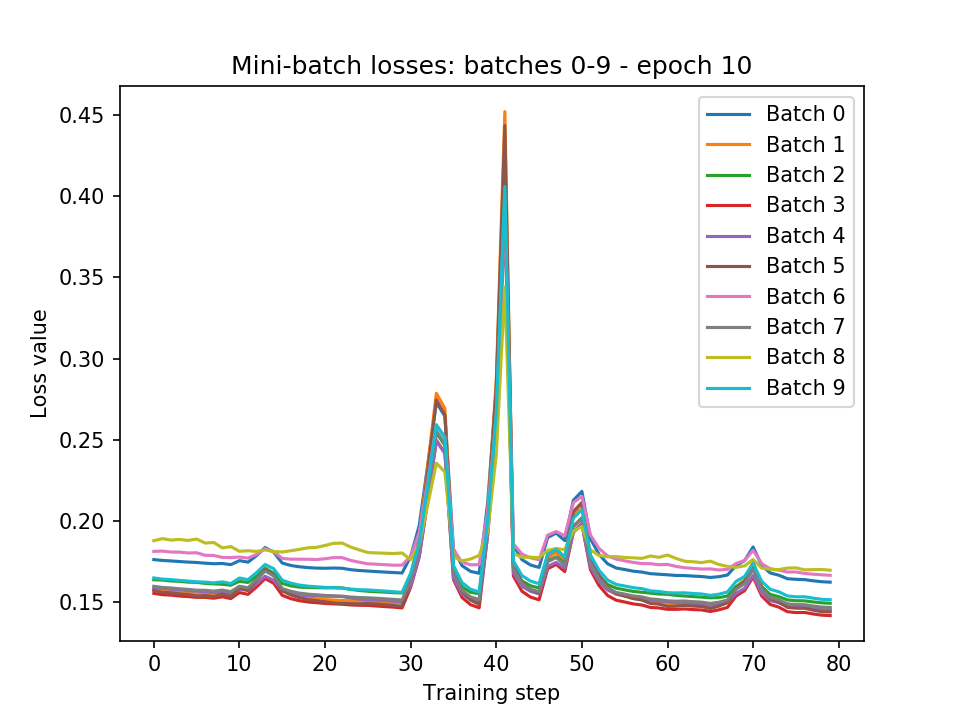 Mini-batch losses: batches 0-9 - epoch 10
Loss value
0.45
0.40
0.35
0.30
0.25
0.20
0.15
Batch 0
Batch 1
Batch 2
Batch 3
Batch 4
Batch 5
Batch 6
Batch 7
Batch 8
Batch 9
0 10 20 30 40 50 60 70 80
Training step